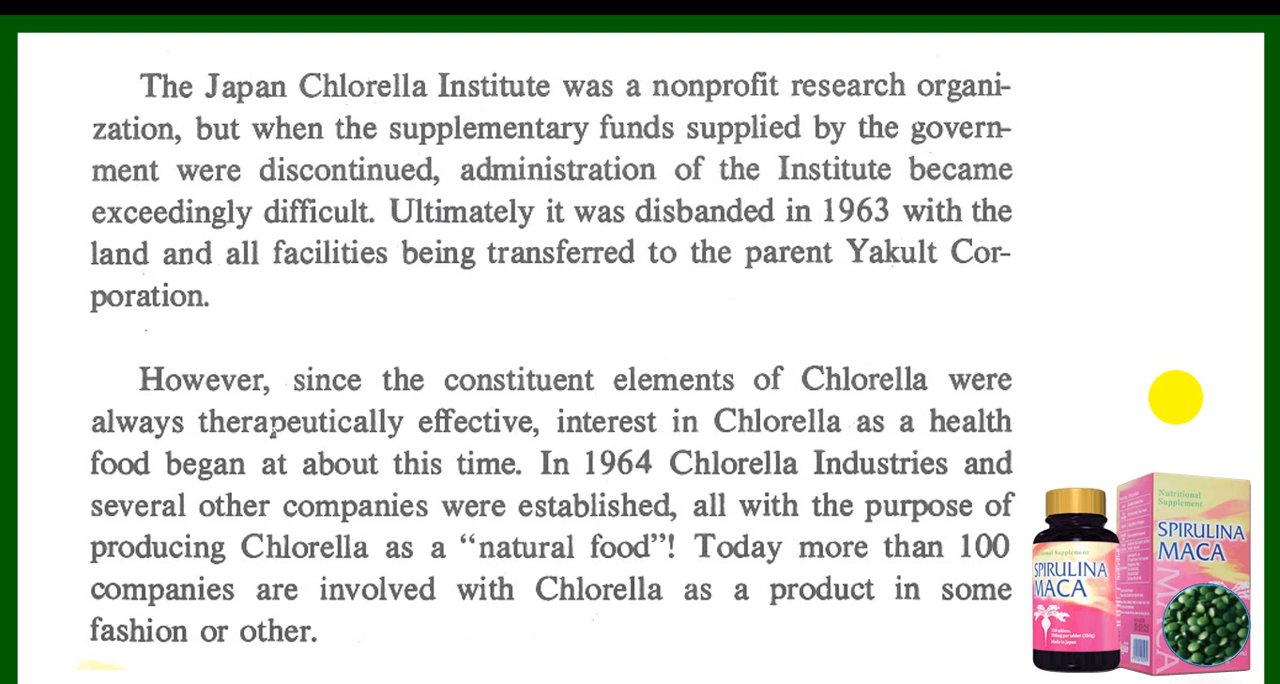 The Japan Chlorella Institute was a nonprofit research organi-
zation, but when the supplementary funds supplied by the govern-
ment were discontinued, administration of the Institute became
exceedingly difficult. Ultimately it was disbanded in 1963 with the
land and all facilities being transferred to the parent Yakult Cor-
poration.
However, since the constituent elements of Chlorella were
always therapeutically effective, interest in Chlorella as a health
food began at about this time. In 1964 Chlorella Industries and
several other companies were established, all with the purpose of
producing Chlorella as a “natural food”! Today more than 100
companies are involved with Chlorella as a product in some
fashion or other.
Nutritional
Supplement
SPIRULINA
MACA
MACA
Supplement
SPIRULINA
MACA
Made in Japan